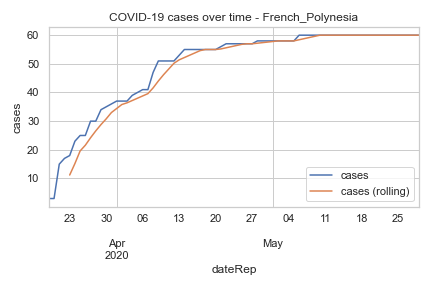 COVID-19 cases over time - French_Polynesia
60
50
40
30
20
10
cases
cases
cases (rolling)
23 30 06 13 20 27 04 11 18 25
Apr May
2020
dateRep